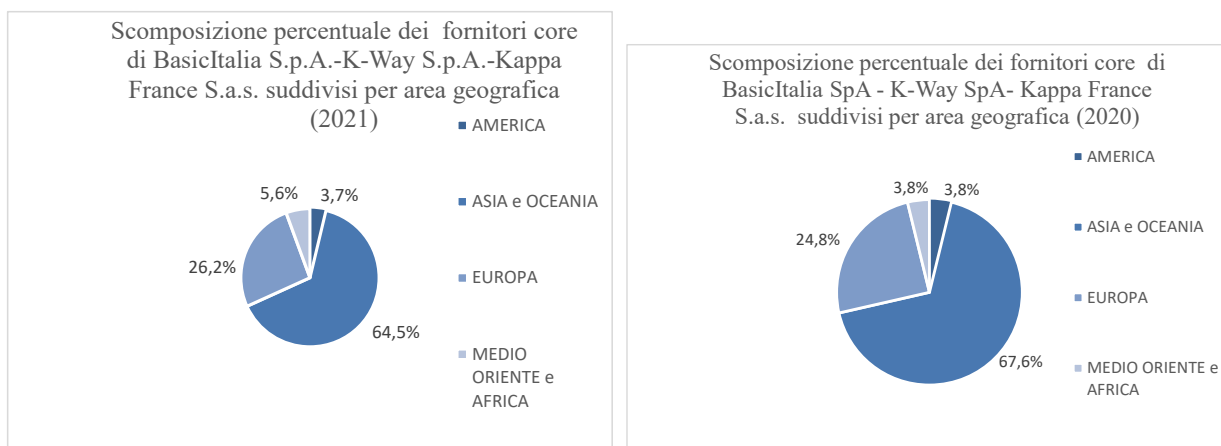 Scomposizione percentuale dei fornitori core
di BasicItalia S.p.A.-K-Way S.p.A.-Kappa
France S.a.s. suddivisi per area geografica
(2021)
AMERICA
5,6%
3,7%
ASIA e OCEANIA
26,2%
EUROPA
64,5%
MEDIO
ORIENTE e
AFRICA
Scomposizione percentuale dei fornitori core di
BasicItalia SpA - K-Way SpA- Kappa France
S.a.s. suddivisi per area geografica (2020)
AMERICA
3,8%
3,8%
ASIA e OCEANIA
24,8%
EUROPA
67,6%
MEDIO ORIENTE e
AFRICA